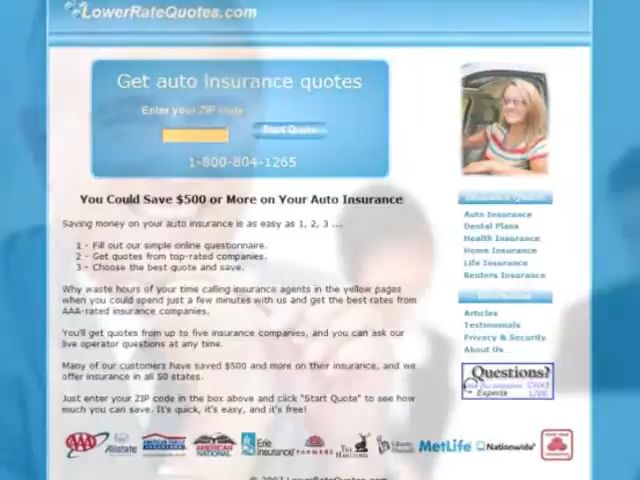 LowerRateQuotes.com
Get auto insurance quotes
Enter your ZIP code
Start Quote
1-800-804-1265
You Could Save $500 or More on Your Auto Insurance
Saving money on your auto insurance is as easy as 1, 2, 3 ...
1 - Fill out our simple online questionnaire.
2 - Get quotes from top-rated companies.
3 - Choose the best quote and save.
Why waste hours of your time calling insurance agents in the yellow pages
when you could spend just a few minutes with us and get the best rates from
AAA-rated insurance companies.
You'll get quotes from up to five insurance companies, and you can ask our
live operator questions at any time.
Many of our customers have saved $500 and more on their insurance, and we
offer insurance in all 50 states.
Just enter your ZIP code in the box above and click "Start Quote" to see how
much you can save. It's quick, it's easy, and it's free!
Insurance Quotes
Auto Insurance
Dental Plans
Health Insurance
Home Insurance
Life Insurance
Renters Insurance
Articles
Testimonials
Privacy & Security
About Us
Questions?
Experts
CHAT
LIVE
AAA
Allstate
AMERICAN
NATIONAL
Erie
Insurance
FARMERS
THE
HARTFORD
Liberty
MetLife
Nationwide
© 2007 LowerRateQuotes.com